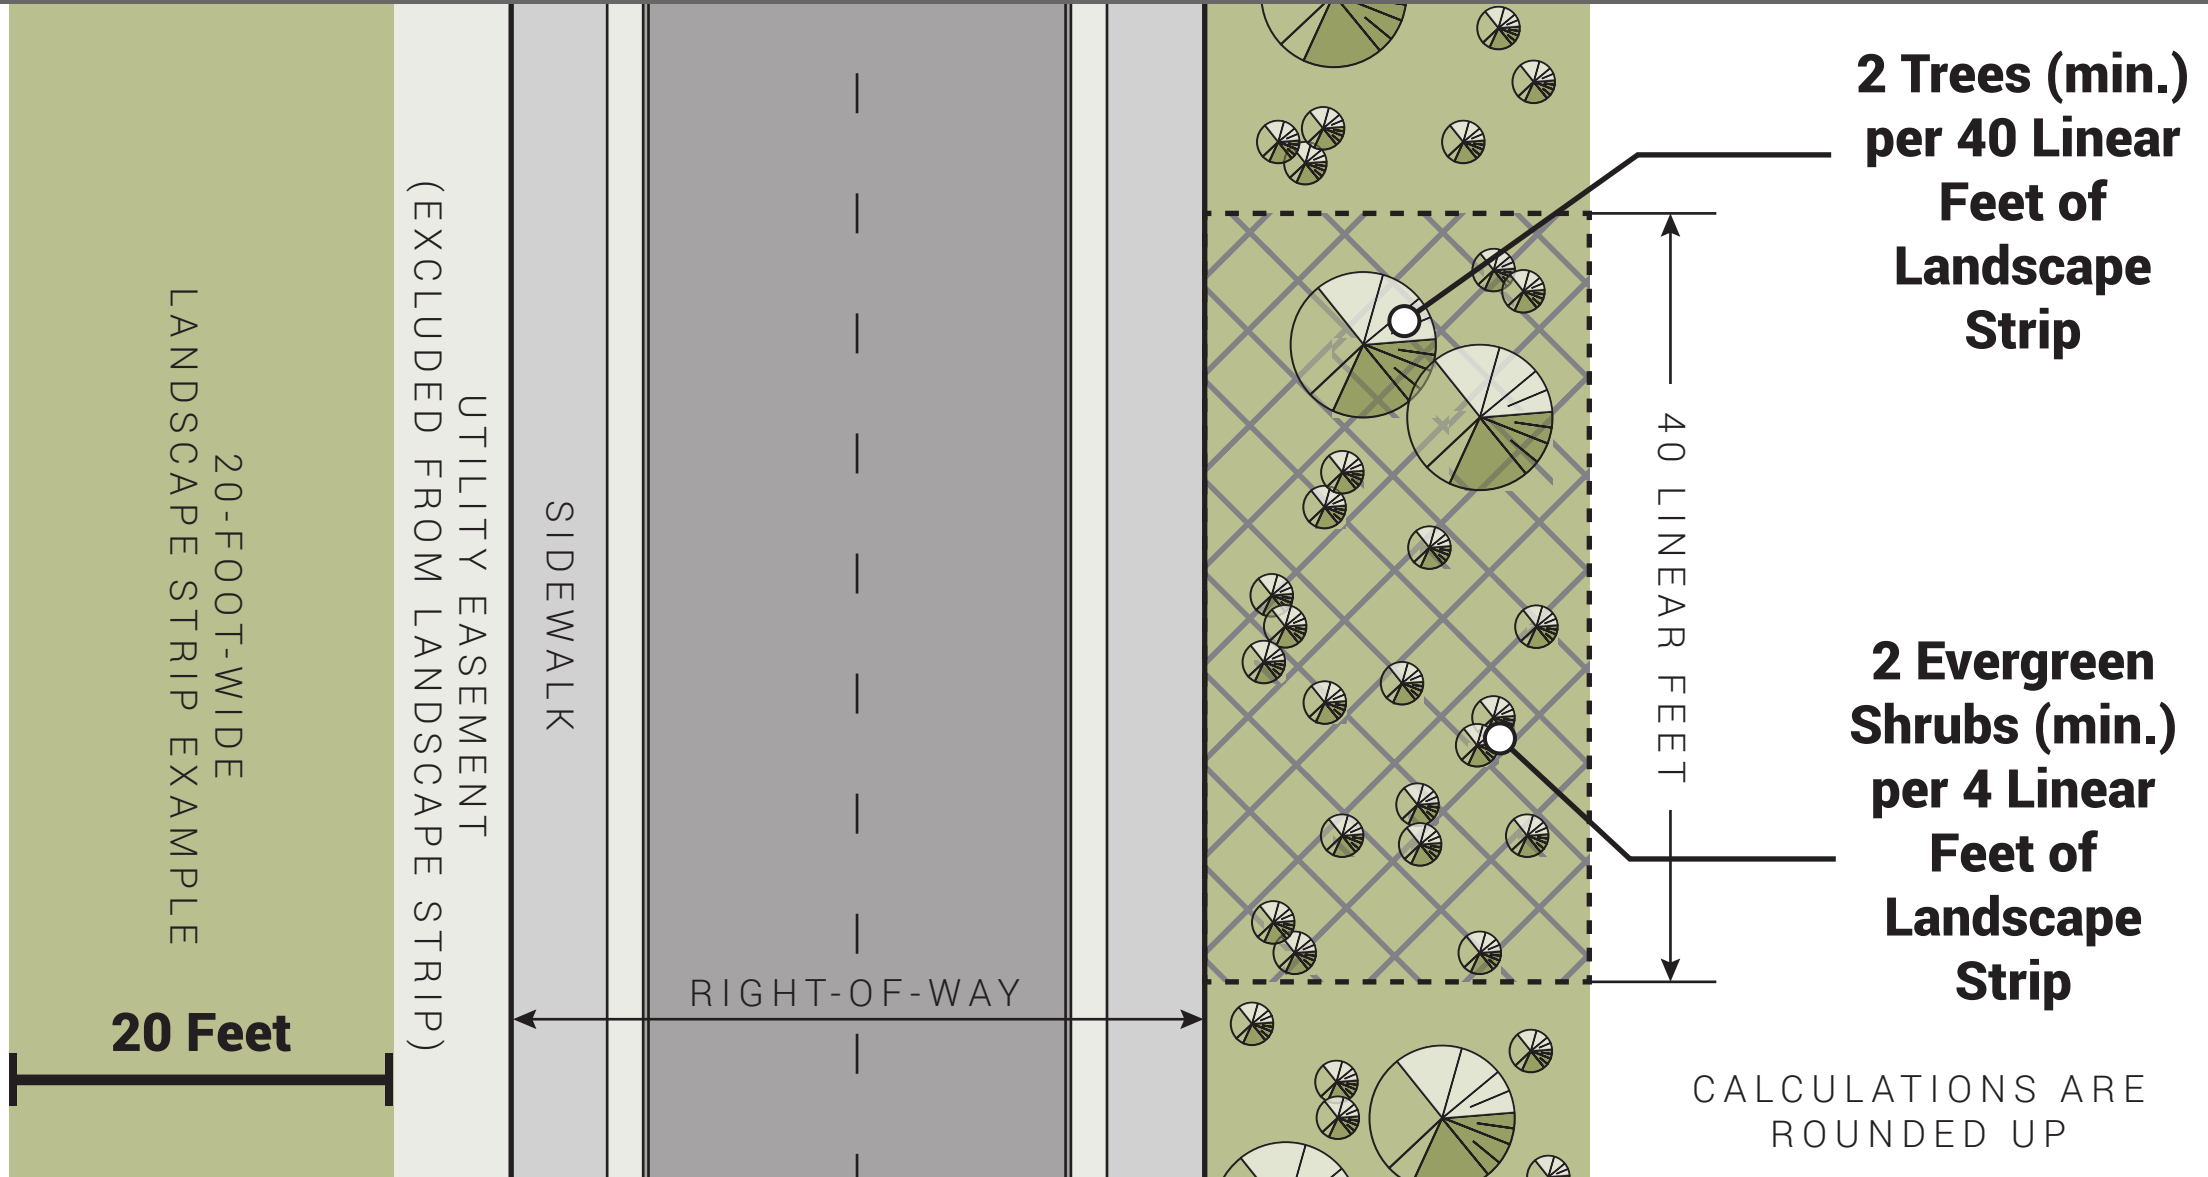 20-FOOT-WIDE
LANDSCAPE STRIP EXAMPLE
20 Feet
UTILITY EASEMENT
(EXCLUDED FROM LANDSCAPE STRIP)
SIDEWALK
RIGHT-OF-WAY
40 LINEAR FEET
2 Trees (min.)
per 40 Linear
Feet of
Landscape
Strip
2 Evergreen
Shrubs (min.)
per 4 Linear
Feet of
Landscape
Strip
CALCULATIONS ARE
ROUNDED UP